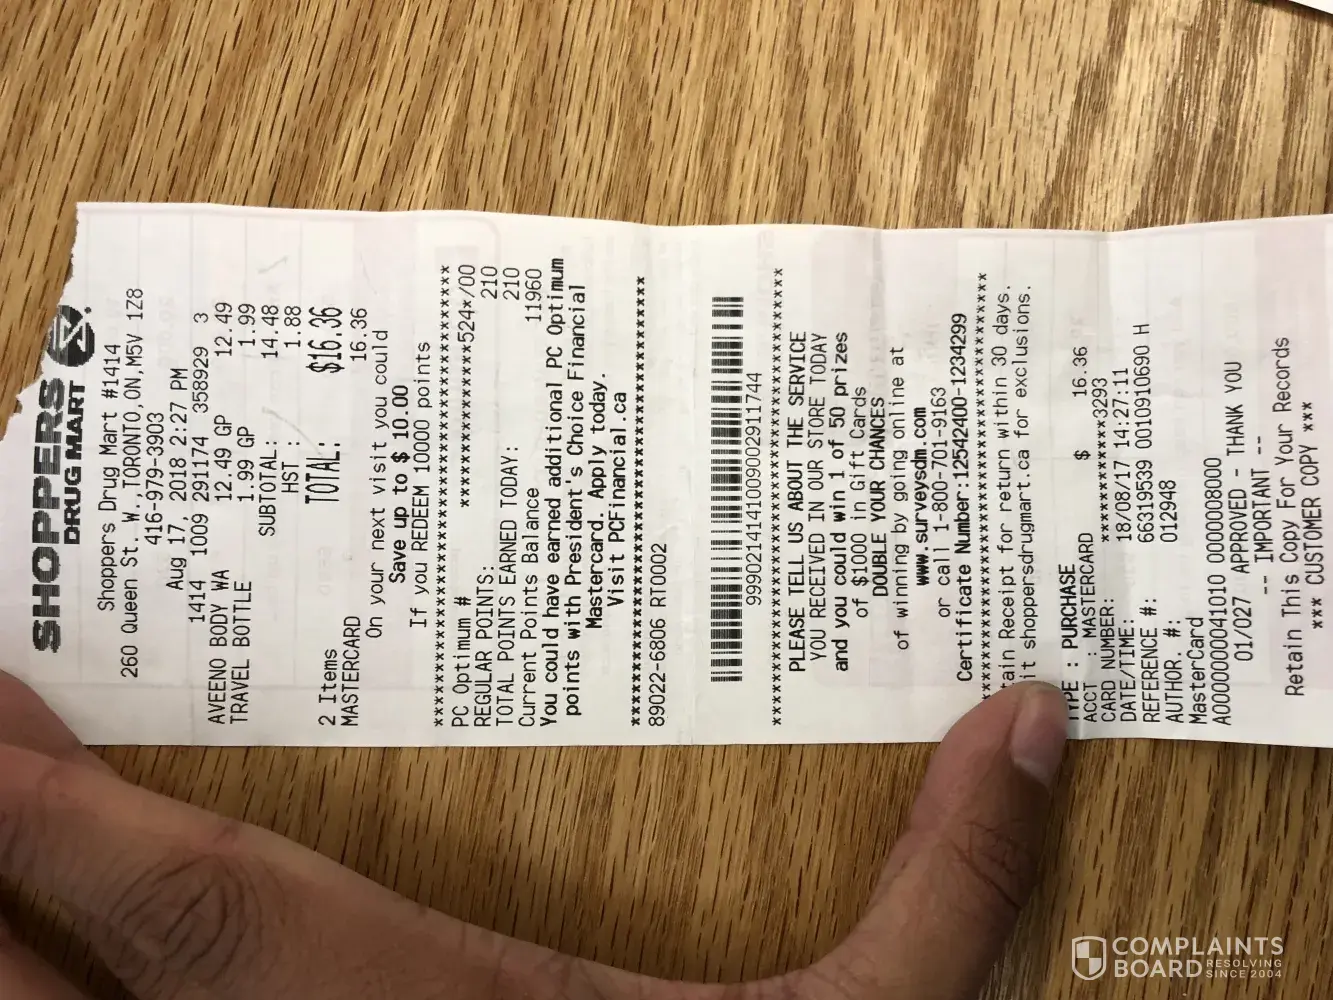 SHOPPERS
DRUG MART
Shoppers Drug Mart #1414
260 Queen St. W.,TORONTO,ON,M5V 1Z8
416-979-3903
Aug 17, 2018 2:27 PM
1414 1009 291174 358929 3
AVEENO BODY WA 12.49 GP 12.49
TRAVEL BOTTLE 1.99 GP 1.99
SUBTOTAL: 14.48
HST : 1.88
TOTAL: $16.36
2 Items
MASTERCARD 16.36
On your next visit you could
Save up to $ 10.00
If you REDEEM 10000 points
****************************************
PC Optimum # **********524*/00
REGULAR POINTS: 210
TOTAL POINTS EARNED TODAY: 210
Current Points Balance 11960
You could have earned additional PC Optimum
points with President's Choice Financial
Mastercard. Apply today.
Visit PCFinancial.ca
****************************************
89022-6806 RT0002
9990214141009002911744
****************************************
PLEASE TELL US ABOUT THE SERVICE
YOU RECEIVED IN OUR STORE TODAY
and you could win 1 of 50 prizes
of $1000 in Gift Cards
DOUBLE YOUR CHANCES
of winning by going online at
www.surveysdm.com
or call 1-800-701-9163
Certificate Number:12542400-1234299
****************************************
tain Receipt for return within 30 days.
it shoppersdrugmart.ca for exclusions.
TYPE : PURCHASE
ACCT : MASTERCARD $ 16.36
CARD NUMBER: ************3293
DATE/TIME: 18/08/17 14:27:11
REFERENCE #: 66319539 0010910690 H
AUTHOR. #: 012948
MasterCard
A0000000041010 0000008000
01/027 APPROVED - THANK YOU
-- IMPORTANT --
Retain This Copy For Your Records
*** CUSTOMER COPY ***
COMPLAINTS
BOARD RESOLVING
SINCE 2004